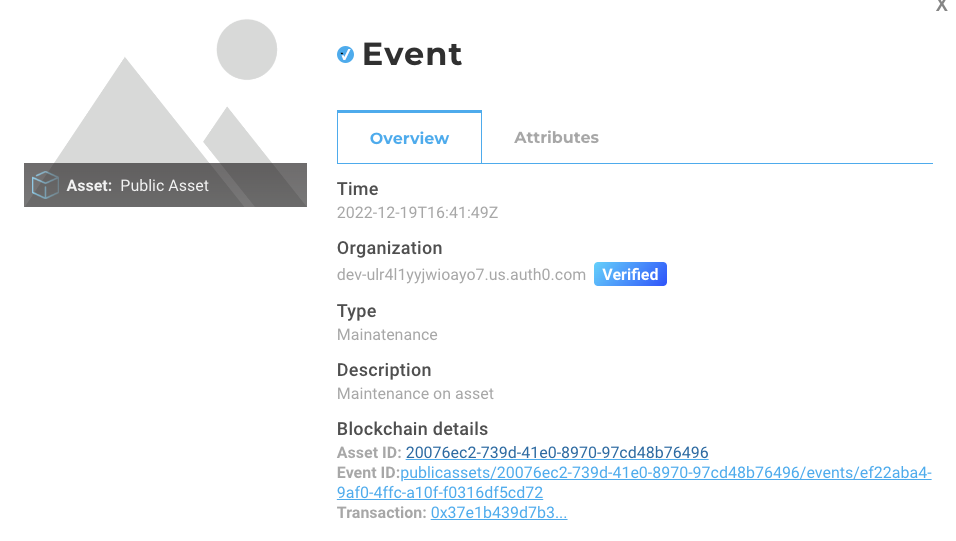 X
Event
Overview
Attributes
Asset: Public Asset
Time
2022-12-19T16:41:49Z
Organization
dev-ulr4l1yyjwioayo7.us.auth0.com Verified
Type
Mainatenance
Description
Maintenance on asset
Blockchain details
Asset ID: 20076ec2-739d-41e0-8970-97cd48b76496
Event ID:publicassets/20076ec2-739d-41e0-8970-97cd48b76496/events/ef22aba4-
9af0-4ffc-a10f-f0316df5cd72
Transaction: 0x37e1b439d7b3...